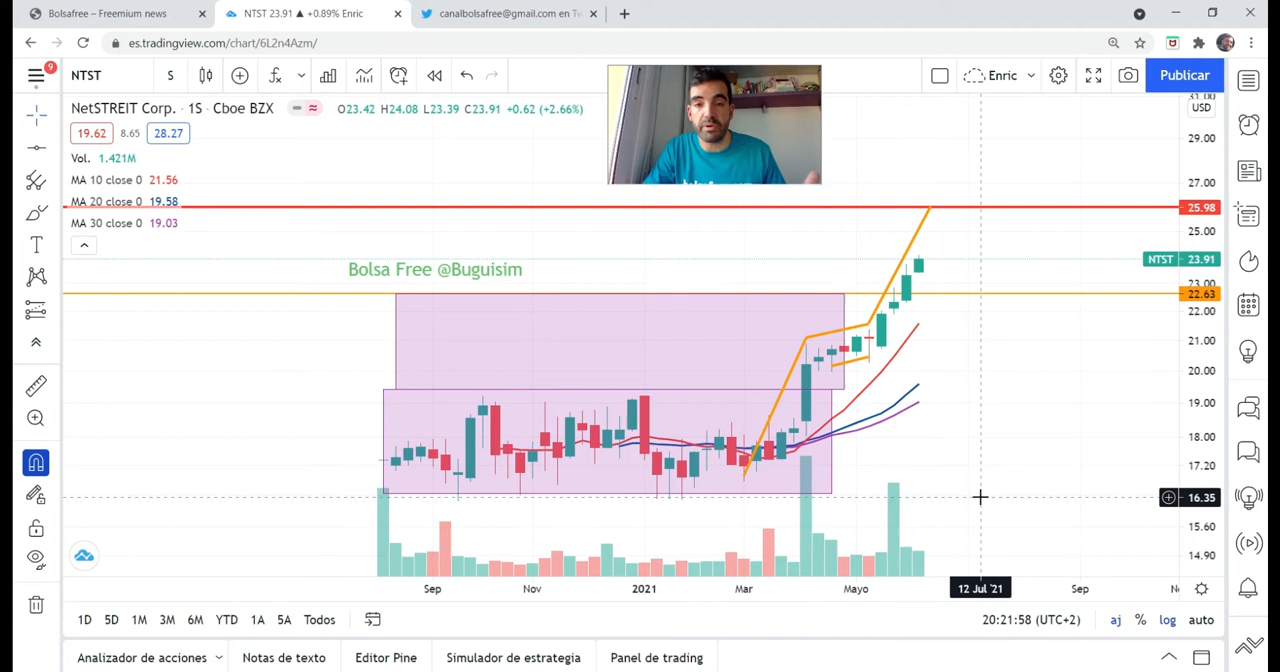 Bolsafree – Freemium news
NTST 23.91 ▲ +0.89% Enric
canalbolsafree@gmail.com en Tw
es.tradingview.com/chart/6L2n4Azm/
9
NTST
S
Enric
Publicar
NetSTREIT Corp. · 1S · Cboe BZX
O23.42 H24.08 L23.39 C23.91 +0.62 (+2.66%)
19.62 8.65 28.27
Vol. 1.421M
MA 10 close 0 21.56
MA 20 close 0 19.58
MA 30 close 0 19.03
Bolsa Free @Buguisim
31.00
USD
29.00
27.00
25.98
25.00
NTST 23.91
23.00
22.63
22.00
21.00
20.00
19.00
18.00
17.20
16.35
15.60
14.90
Sep
Nov
2021
Mar
Mayo
12 Jul '21
Sep
1D 5D 1M 3M 6M YTD 1A 5A Todos
20:21:58 (UTC+2)
aj % log auto
Analizador de acciones
Notas de texto
Editor Pine
Simulador de estrategia
Panel de trading